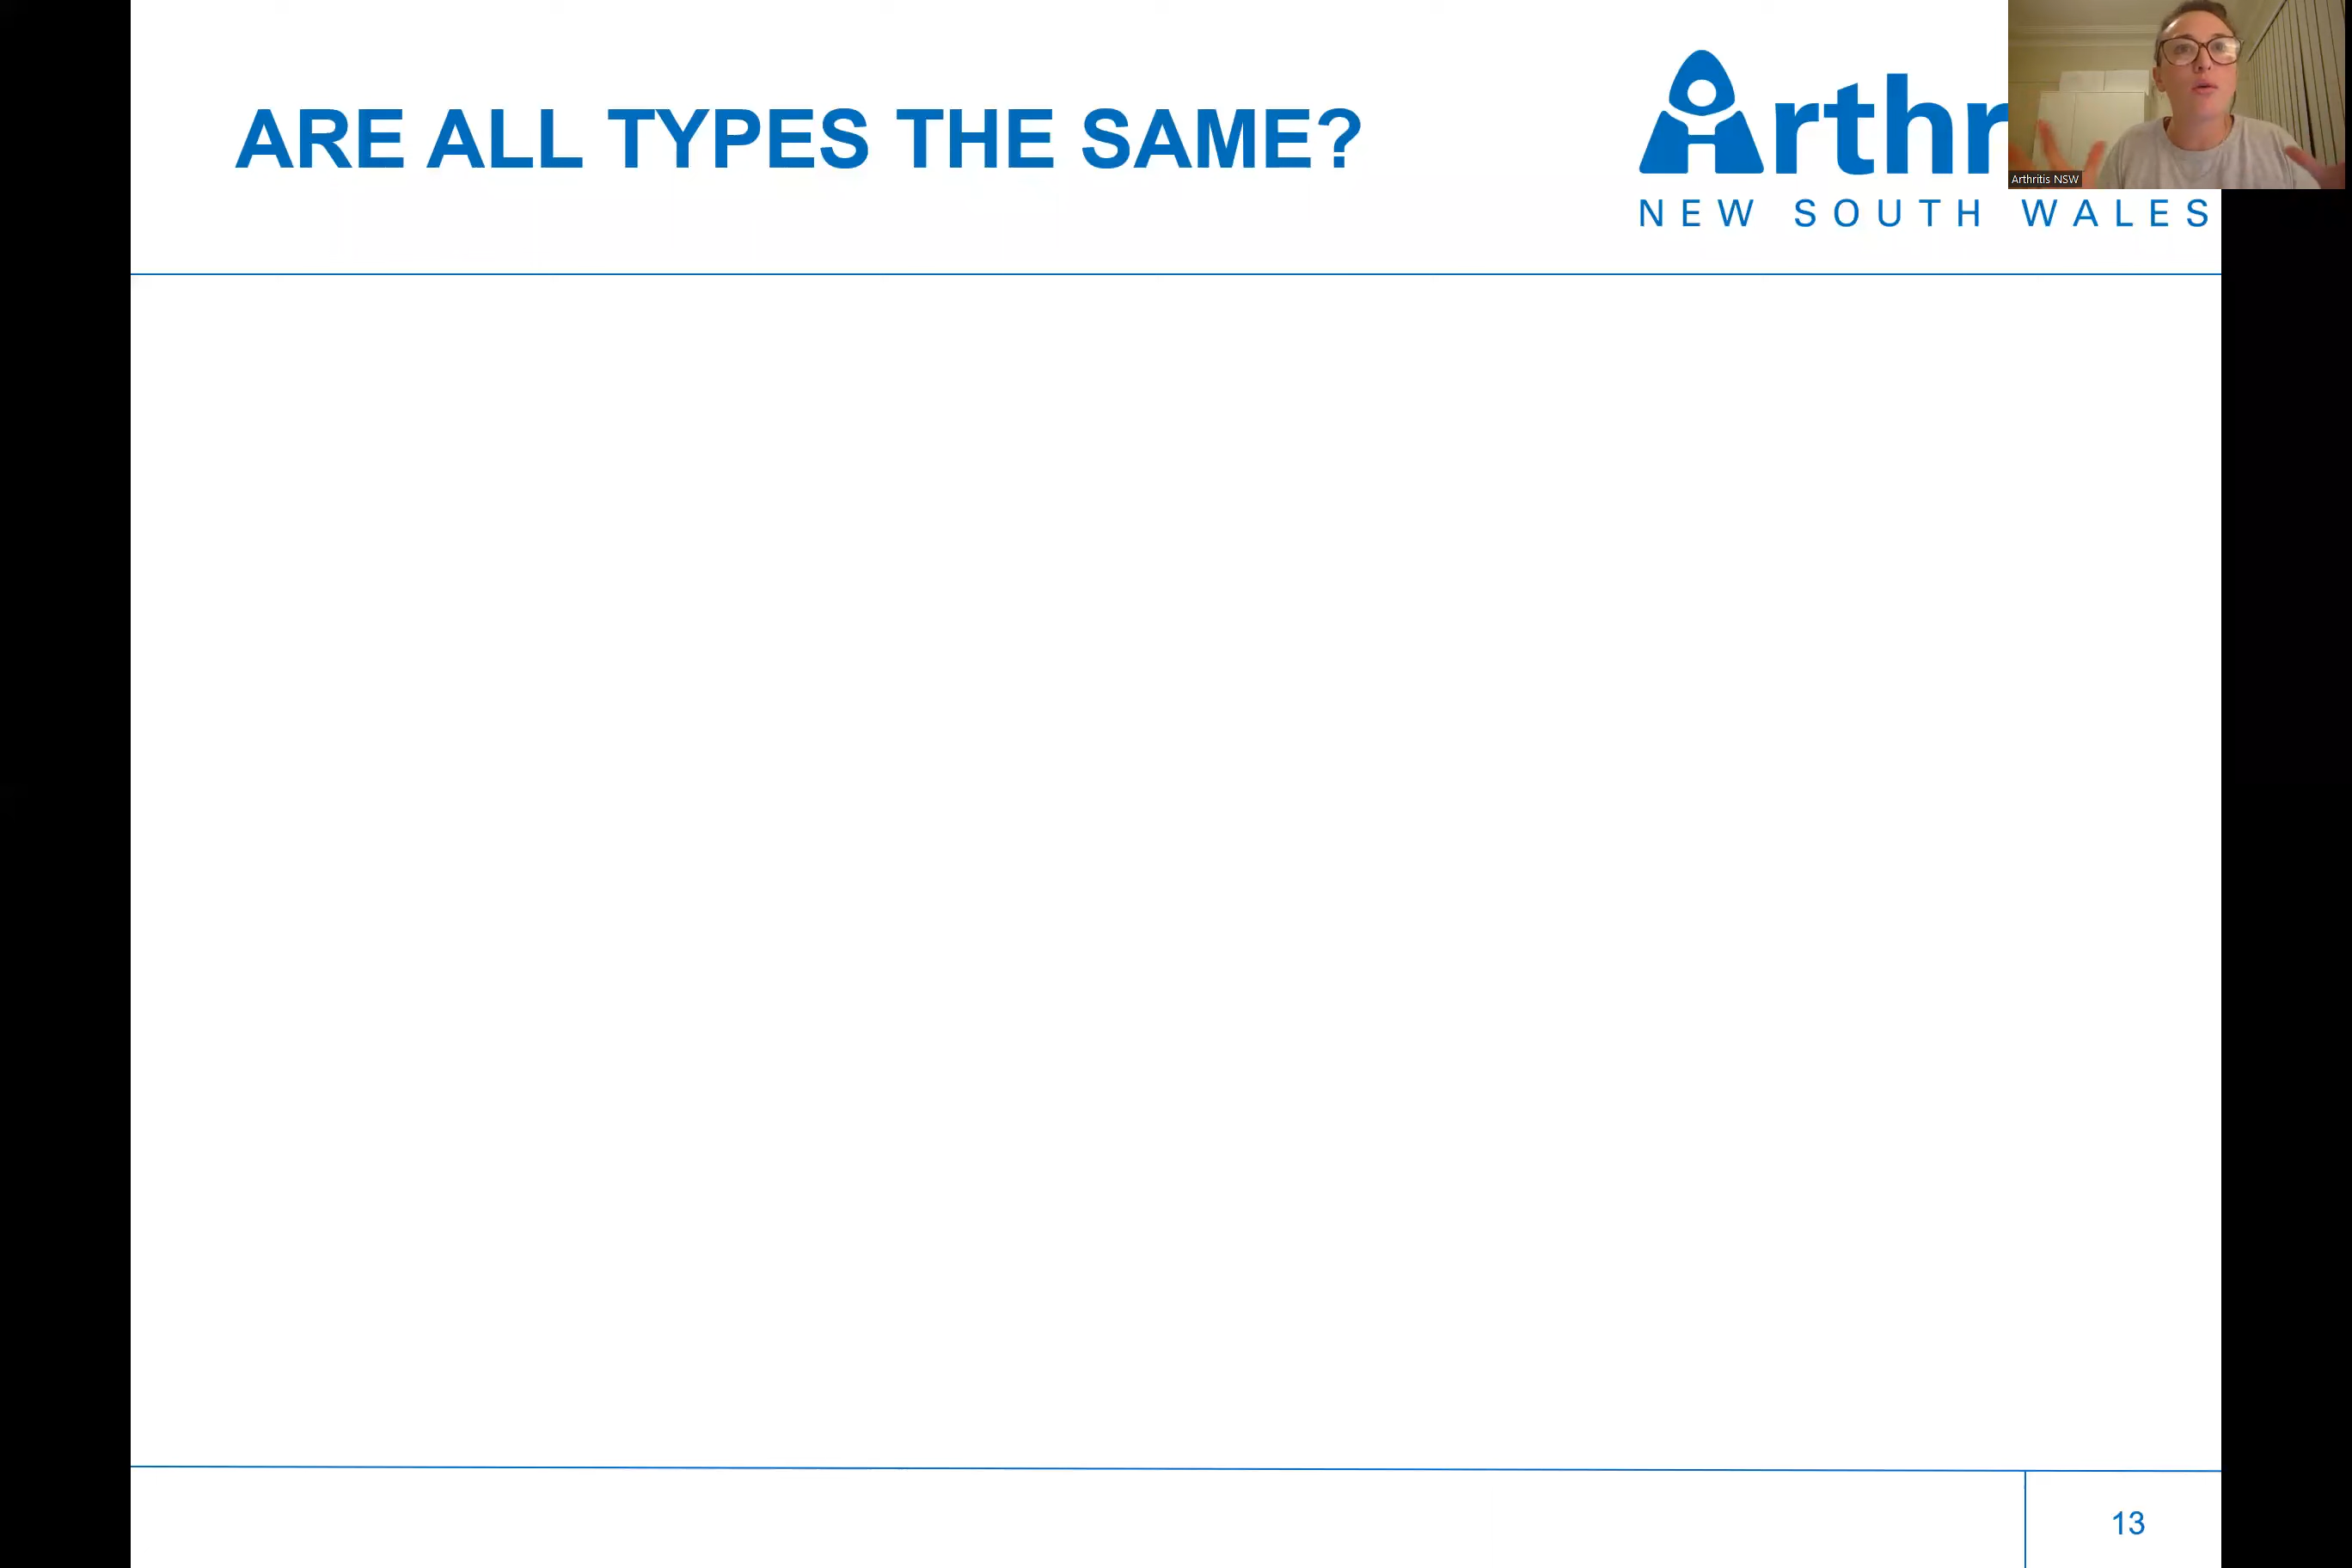 ARE ALL TYPES THE SAME?
Arthr
NEW SOUTH WALES
Arthritis NSW
13